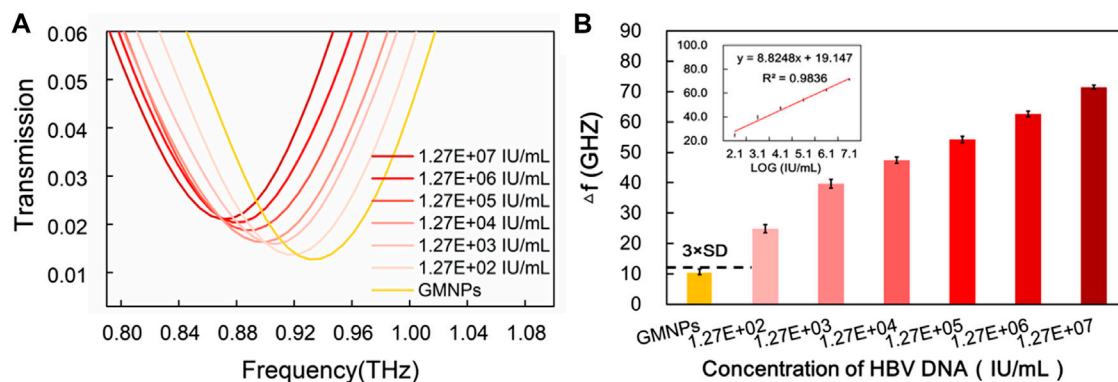 A
0.06
0.05
0.04
0.03
0.02
0.01
Transmission
1.27E+07 IU/mL
1.27E+06 IU/mL
1.27E+05 IU/mL
1.27E+04 IU/mL
1.27E+03 IU/mL
1.27E+02 IU/mL
GMNPs
0.80 0.84 0.88 0.92 0.96 1.00 1.04 1.08
Frequency(THz)
B
90
80
70
60
50
40
30
20
10
0
△f (GHZ)
100.0
80.0
60.0
40.0
20.0
y = 8.8248x + 19.147
R² = 0.9836
2.1 3.1 4.1 5.1 6.1 7.1
LOG (IU/mL)
3×SD
GMNPs 1.27E+02 1.27E+03 1.27E+04 1.27E+05 1.27E+06 1.27E+07
Concentration of HBV DNA ( IU/mL )